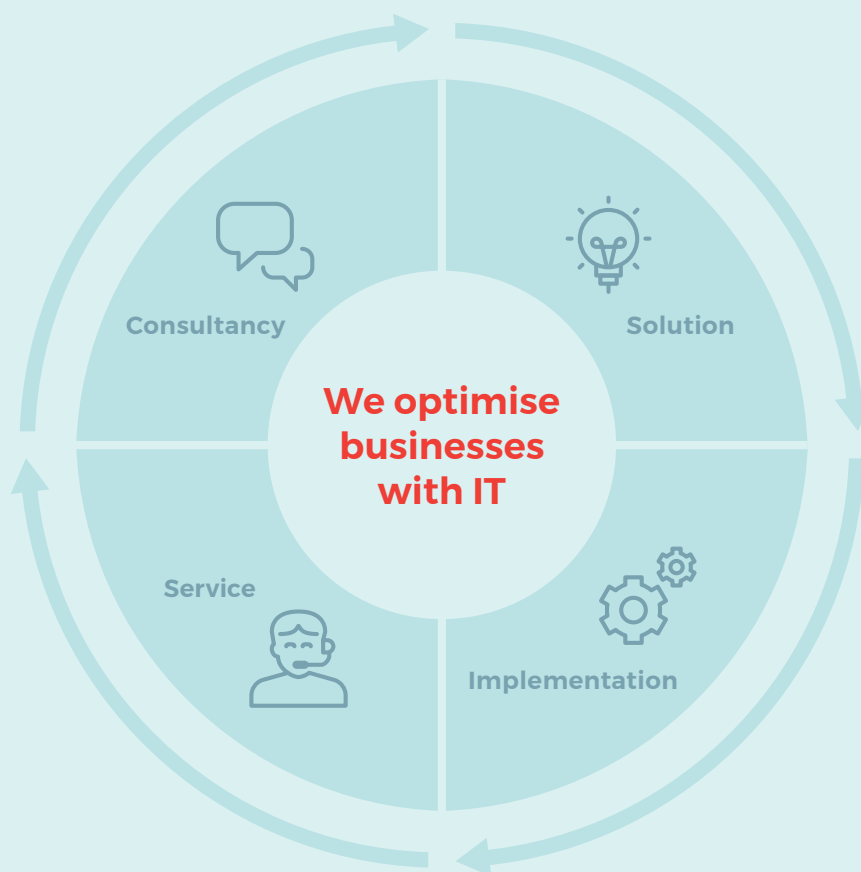 Consultancy
Solution
We optimise
businesses
with IT
Service
Implementation